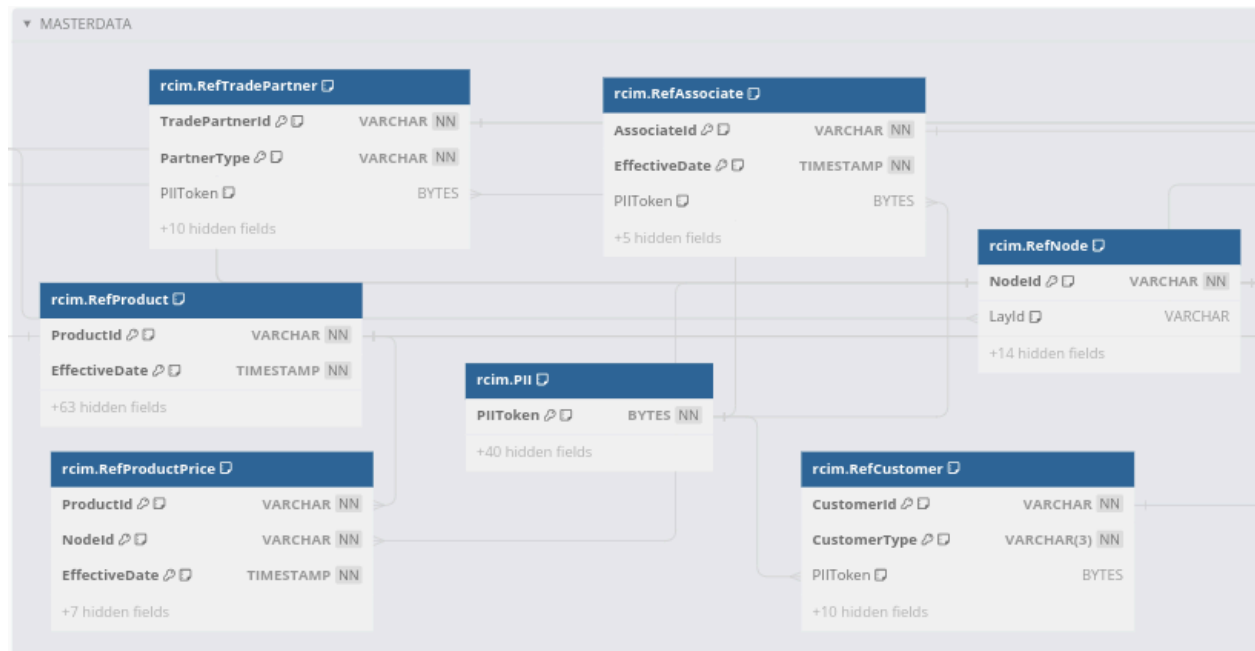 MASTERDATA
rcim.RefTradePartner
TradePartnerId VARCHAR NN
PartnerType VARCHAR NN
PIIToken BYTES
+10 hidden fields
rcim.RefAssociate
AssociateId VARCHAR NN
EffectiveDate TIMESTAMP NN
PIIToken BYTES
+5 hidden fields
rcim.RefNode
NodeId VARCHAR NN
LayId VARCHAR
+14 hidden fields
rcim.RefProduct
ProductId VARCHAR NN
EffectiveDate TIMESTAMP NN
+63 hidden fields
rcim.PII
PIIToken BYTES NN
+40 hidden fields
rcim.RefProductPrice
ProductId VARCHAR NN
NodeId VARCHAR NN
EffectiveDate TIMESTAMP NN
+7 hidden fields
rcim.RefCustomer
CustomerId VARCHAR NN
CustomerType VARCHAR(3) NN
PIIToken BYTES
+10 hidden fields